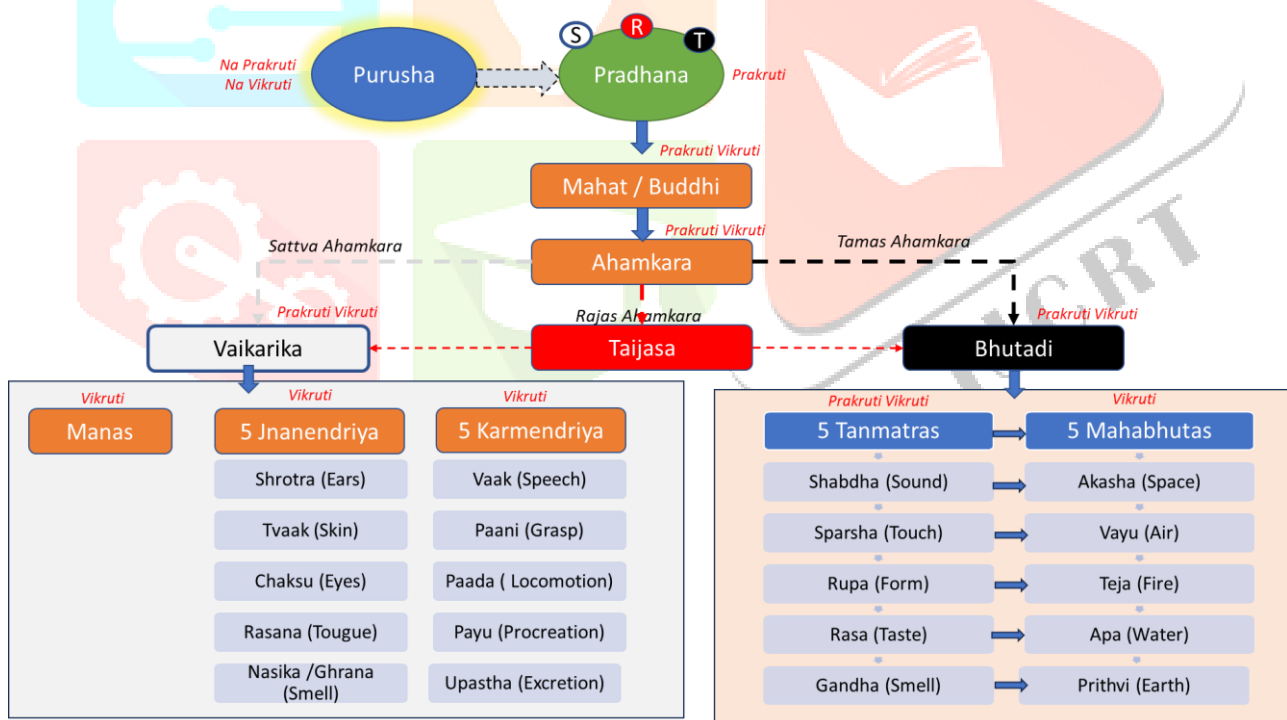 S
R
T
Na Prakruti
Na Vikruti
Purusha
Pradhana
Prakruti
Prakruti Vikruti
Mahat / Buddhi
Prakruti Vikruti
Sattva Ahamkara
Tamas Ahamkara
Ahamkara
Prakruti Vikruti
Rajas Ahamkara
Prakruti Vikruti
Vaikarika
Taijasa
Bhutadi
IJCRT
Vikruti
Vikruti
Vikruti
Manas
5 Jnanendriya
5 Karmendriya
Shrotra (Ears)
Vaak (Speech)
Tvaak (Skin)
Paani (Grasp)
Chaksu (Eyes)
Paada ( Locomotion)
Rasana (Tougue)
Payu (Procreation)
Nasika /Ghrana
(Smell)
Upastha (Excretion)
Prakruti Vikruti
Vikruti
5 Tanmatras
5 Mahabhutas
Shabdha (Sound)
Akasha (Space)
Sparsha (Touch)
Vayu (Air)
Rupa (Form)
Teja (Fire)
Rasa (Taste)
Apa (Water)
Gandha (Smell)
Prithvi (Earth)